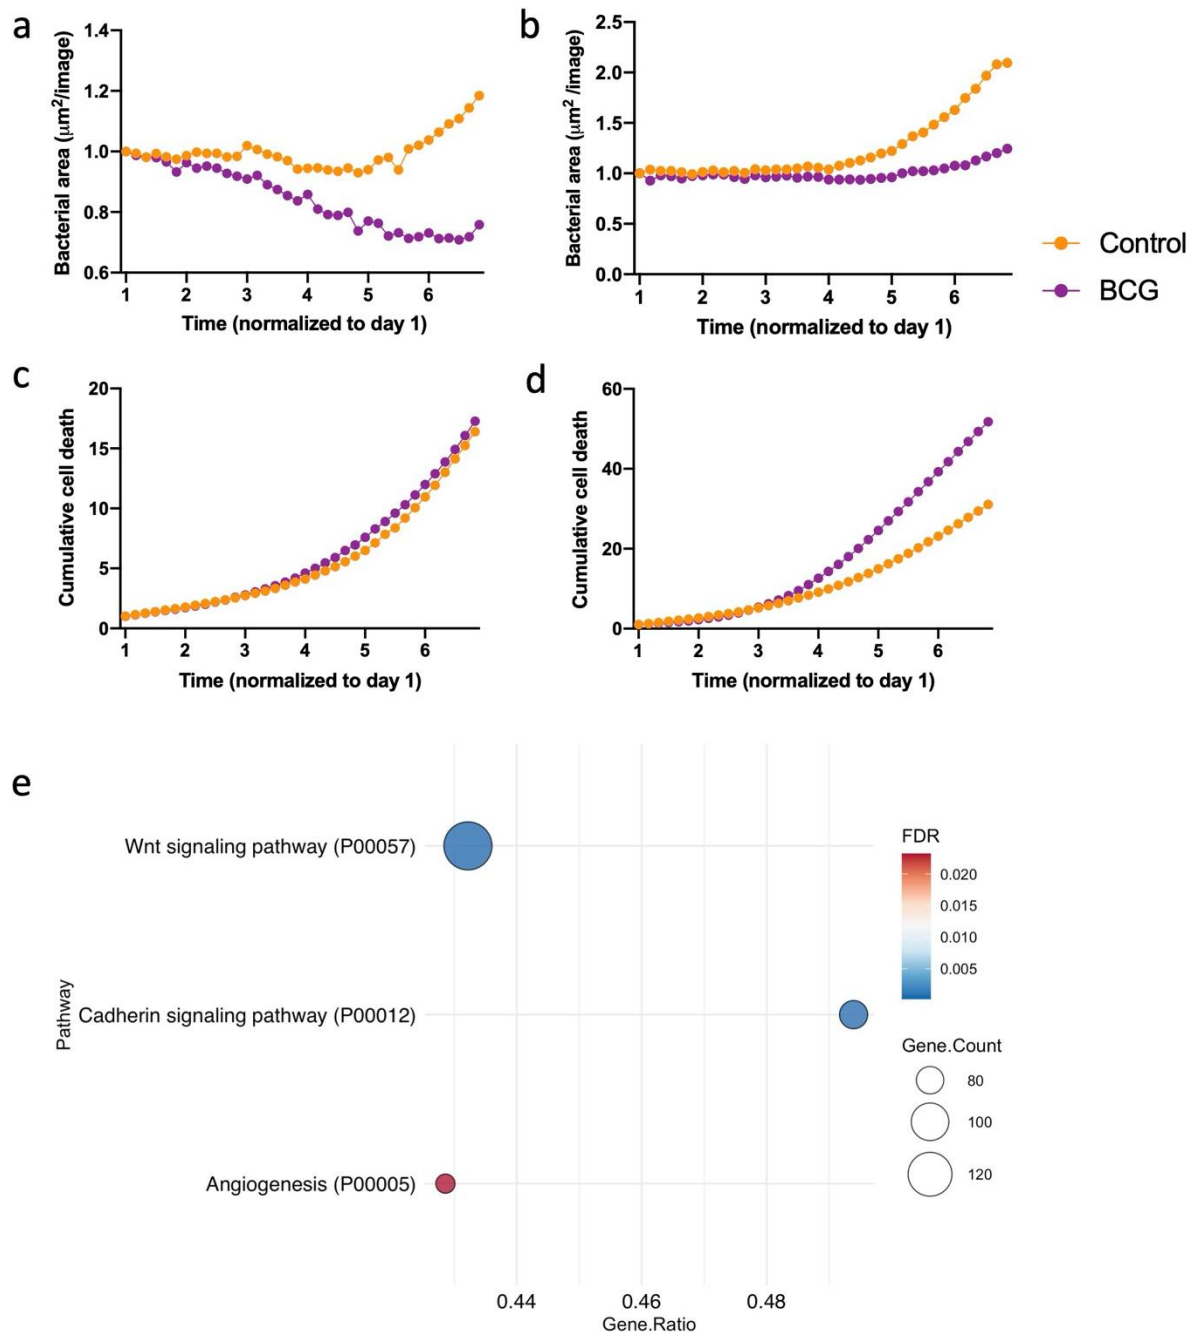 a
Bacterial area (μm²/image)
1.4
1.2
1.0
0.8
0.6
1 2 3 4 5 6
Time (normalized to day 1)
b
Bacterial area (μm² /image)
2.5
2.0
1.5
1.0
0.5
0.0
1 2 3 4 5 6
Time (normalized to day 1)
Control
BCG
c
Cumulative cell death
20
15
10
5
0
1 2 3 4 5 6
Time (normalized to day 1)
d
Cumulative cell death
60
40
20
0
1 2 3 4 5 6
Time (normalized to day 1)
e
Pathway
Wnt signaling pathway (P00057)
Cadherin signaling pathway (P00012)
Angiogenesis (P00005)
0.44 0.46 0.48
Gene.Ratio
FDR
0.020
0.015
0.010
0.005
Gene.Count
80
100
120